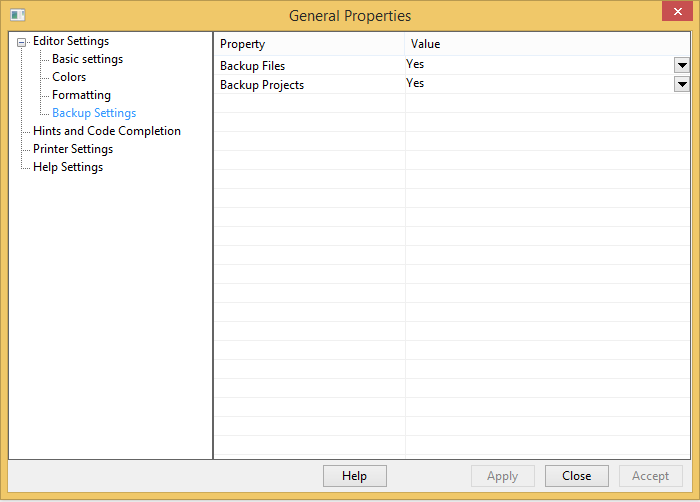 General Properties
Editor Settings
Basic settings
Colors
Formatting
Backup Settings
Hints and Code Completion
Printer Settings
Help Settings
Property Value
Backup Files Yes
Backup Projects Yes
Help Apply Close Accept